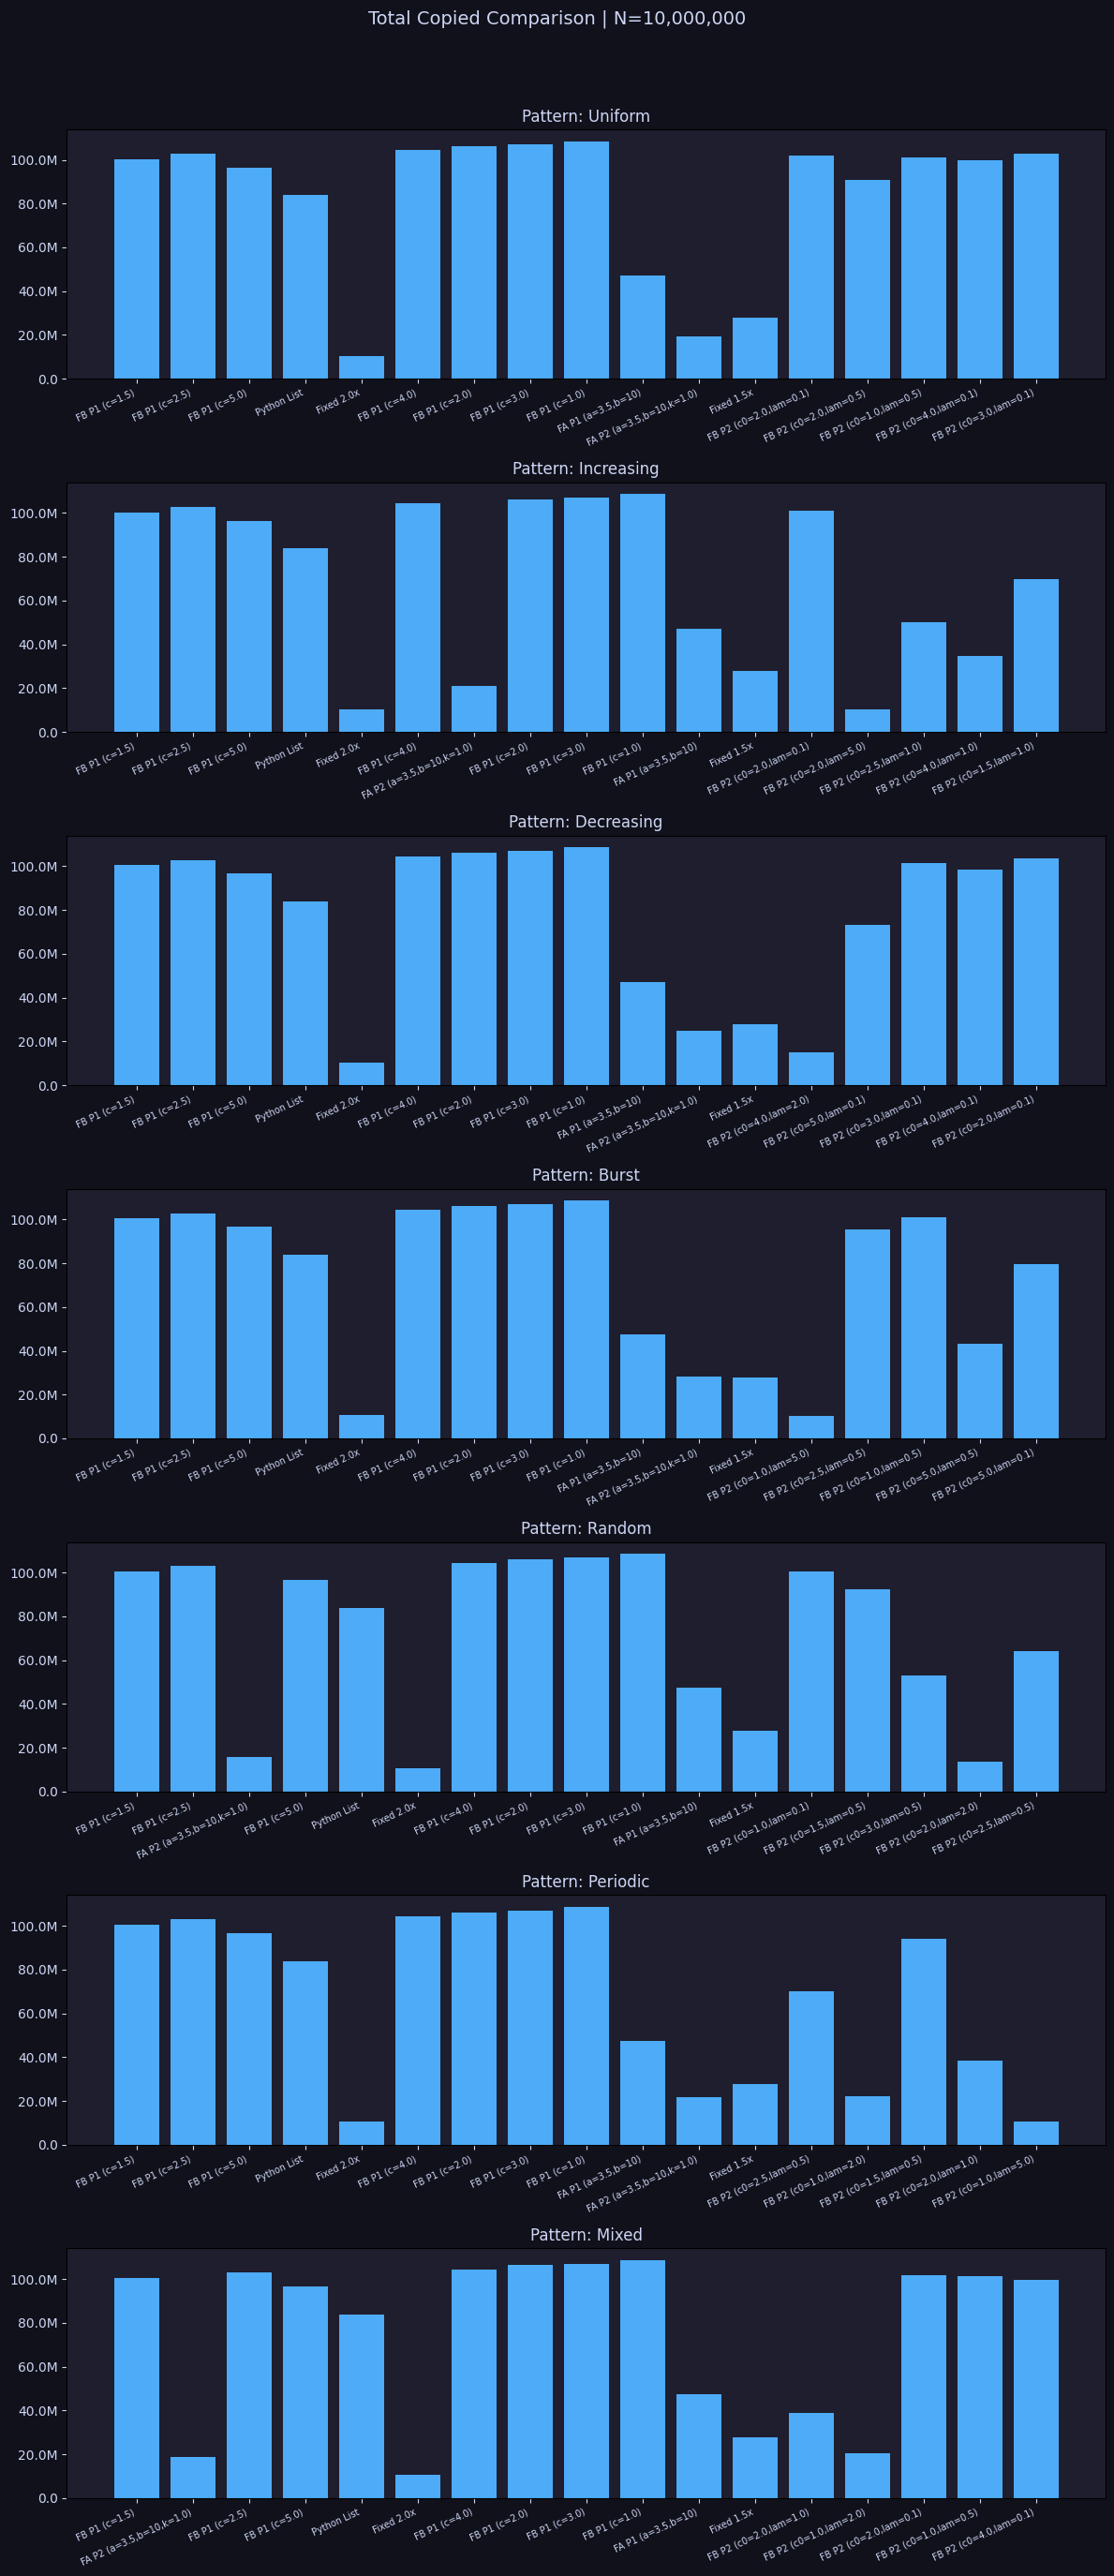 Total Copied Comparison | N=10,000,000
Pattern: Uniform
100.0M
80.0M
60.0M
40.0M
20.0M
0.0
FB P1 (c=1.5)
FB P1 (c=2.5)
FB P1 (c=5.0)
Python List
Fixed 2.0x
FB P1 (c=4.0)
FB P1 (c=2.0)
FB P1 (c=3.0)
FB P1 (c=1.0)
FA P1 (a=3.5,b=10)
FA P2 (a=3.5,b=10,k=1.0)
Fixed 1.5x
FB P2 (c0=2.0,lam=0.1)
FB P2 (c0=2.0,lam=0.5)
FB P2 (c0=1.0,lam=0.5)
FB P2 (c0=4.0,lam=0.1)
FB P2 (c0=3.0,lam=0.1)
Pattern: Increasing
100.0M
80.0M
60.0M
40.0M
20.0M
0.0
FB P1 (c=1.5)
FB P1 (c=2.5)
FB P1 (c=5.0)
Python List
Fixed 2.0x
FB P1 (c=4.0)
FA P2 (a=3.5,b=10,k=1.0)
FB P1 (c=2.0)
FB P1 (c=3.0)
FB P1 (c=1.0)
FA P1 (a=3.5,b=10)
Fixed 1.5x
FB P2 (c0=2.0,lam=0.1)
FB P2 (c0=2.0,lam=5.0)
FB P2 (c0=2.5,lam=1.0)
FB P2 (c0=4.0,lam=1.0)
FB P2 (c0=1.5,lam=1.0)
Pattern: Decreasing
100.0M
80.0M
60.0M
40.0M
20.0M
0.0
FB P1 (c=1.5)
FB P1 (c=2.5)
FB P1 (c=5.0)
Python List
Fixed 2.0x
FB P1 (c=4.0)
FB P1 (c=2.0)
FB P1 (c=3.0)
FB P1 (c=1.0)
FA P1 (a=3.5,b=10)
FA P2 (a=3.5,b=10,k=1.0)
Fixed 1.5x
FB P2 (c0=4.0,lam=2.0)
FB P2 (c0=5.0,lam=0.1)
FB P2 (c0=3.0,lam=0.1)
FB P2 (c0=4.0,lam=0.1)
FB P2 (c0=2.0,lam=0.1)
Pattern: Burst
100.0M
80.0M
60.0M
40.0M
20.0M
0.0
FB P1 (c=1.5)
FB P1 (c=2.5)
FB P1 (c=5.0)
Python List
Fixed 2.0x
FB P1 (c=4.0)
FB P1 (c=2.0)
FB P1 (c=3.0)
FB P1 (c=1.0)
FA P1 (a=3.5,b=10)
FA P2 (a=3.5,b=10,k=1.0)
Fixed 1.5x
FB P2 (c0=1.0,lam=5.0)
FB P2 (c0=2.5,lam=0.5)
FB P2 (c0=1.0,lam=0.5)
FB P2 (c0=5.0,lam=0.5)
FB P2 (c0=5.0,lam=0.1)
Pattern: Random
100.0M
80.0M
60.0M
40.0M
20.0M
0.0
FB P1 (c=1.5)
FB P1 (c=2.5)
FA P2 (a=3.5,b=10,k=1.0)
FB P1 (c=5.0)
Python List
Fixed 2.0x
FB P1 (c=4.0)
FB P1 (c=2.0)
FB P1 (c=3.0)
FB P1 (c=1.0)
FA P1 (a=3.5,b=10)
Fixed 1.5x
FB P2 (c0=1.0,lam=0.1)
FB P2 (c0=1.5,lam=0.5)
FB P2 (c0=3.0,lam=0.5)
FB P2 (c0=2.0,lam=2.0)
FB P2 (c0=2.5,lam=0.5)
Pattern: Periodic
100.0M
80.0M
60.0M
40.0M
20.0M
0.0
FB P1 (c=1.5)
FB P1 (c=2.5)
FB P1 (c=5.0)
Python List
Fixed 2.0x
FB P1 (c=4.0)
FB P1 (c=2.0)
FB P1 (c=3.0)
FB P1 (c=1.0)
FA P1 (a=3.5,b=10)
FA P2 (a=3.5,b=10,k=1.0)
Fixed 1.5x
FB P2 (c0=2.5,lam=0.5)
FB P2 (c0=1.0,lam=2.0)
FB P2 (c0=1.5,lam=0.5)
FB P2 (c0=2.0,lam=1.0)
FB P2 (c0=1.0,lam=5.0)
Pattern: Mixed
100.0M
80.0M
60.0M
40.0M
20.0M
0.0
FB P1 (c=1.5)
FA P2 (a=3.5,b=10,k=1.0)
FB P1 (c=2.5)
FB P1 (c=5.0)
Python List
Fixed 2.0x
FB P1 (c=4.0)
FB P1 (c=2.0)
FB P1 (c=3.0)
FB P1 (c=1.0)
FA P1 (a=3.5,b=10)
Fixed 1.5x
FB P2 (c0=2.0,lam=1.0)
FB P2 (c0=1.0,lam=2.0)
FB P2 (c0=2.0,lam=0.1)
FB P2 (c0=1.0,lam=0.5)
FB P2 (c0=4.0,lam=0.1)